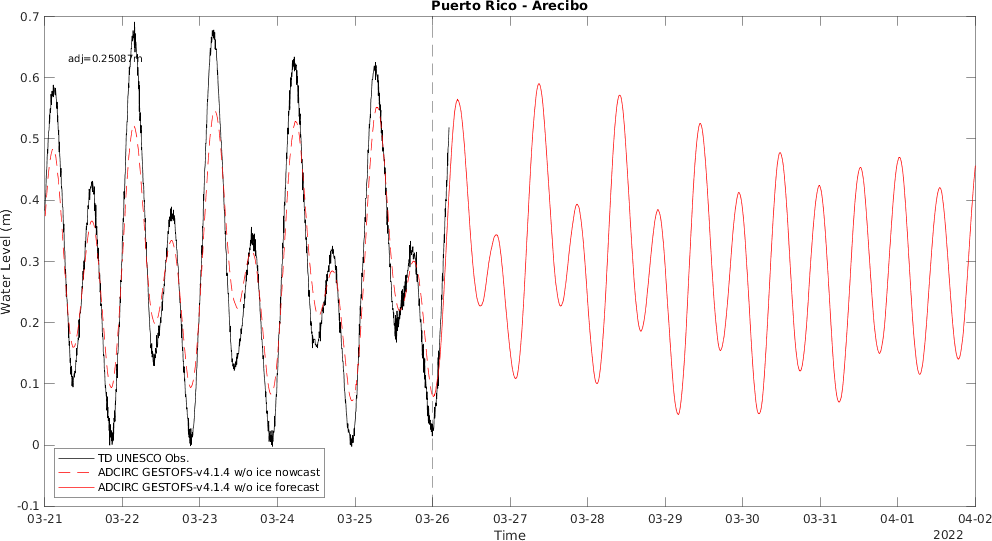 Puerto Rico - Arecibo
0.7
adj=0.25087m
0.6
0.5
0.4
0.3
0.2
0.1
0
-0.1
Water Level (m)
TD UNESCO Obs.
ADCIRC GESTOFS-v4.1.4 w/o ice nowcast
ADCIRC GESTOFS-v4.1.4 w/o ice forecast
03-21 03-22 03-23 03-24 03-25 03-26 03-27 03-28 03-29 03-30 03-31 04-01 04-02
Time
2022